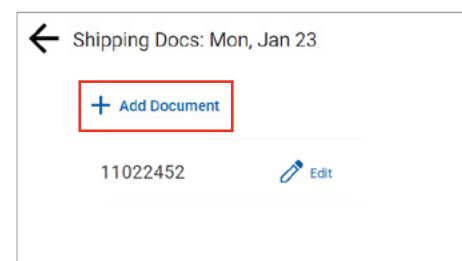 Shipping Docs: Mon, Jan 23
Add Document
11022452 Edit